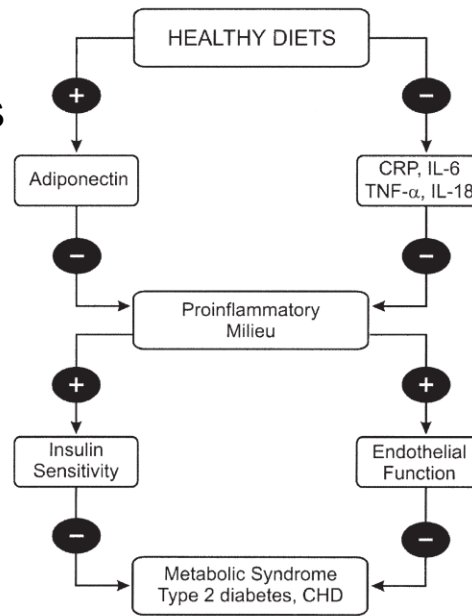 HEALTHY DIETS
+
−
s
Adiponectin
CRP, IL-6
TNF-α, IL-18
−
−
Proinflammatory
Milieu
+
+
Insulin
Sensitivity
Endothelial
Function
−
−
Metabolic Syndrome
Type 2 diabetes, CHD